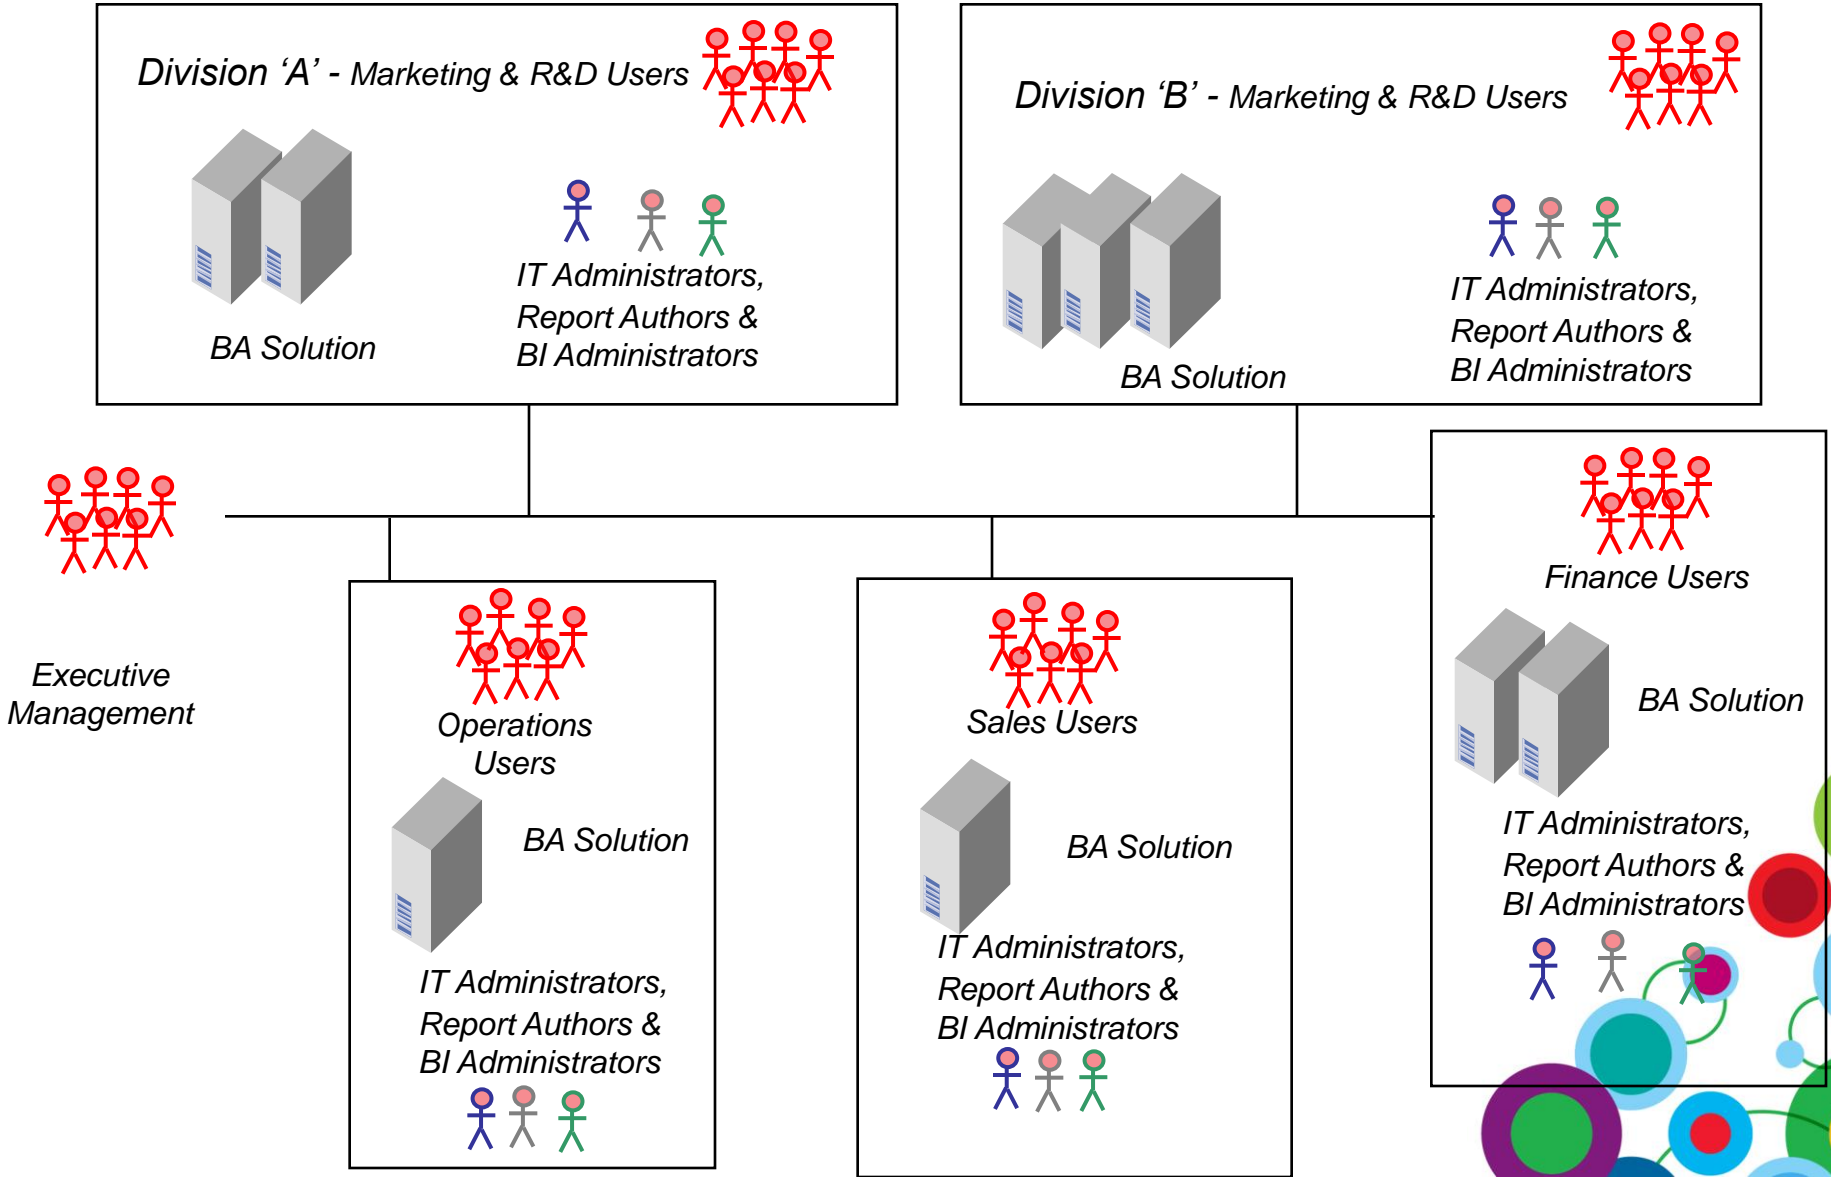 Division ‘A’ - Marketing & R&D Users
BA Solution
IT Administrators,
Report Authors &
BI Administrators
Division ‘B’ - Marketing & R&D Users
BA Solution
IT Administrators,
Report Authors &
BI Administrators
Executive
Management
Operations
Users
BA Solution
IT Administrators,
Report Authors &
BI Administrators
Sales Users
BA Solution
IT Administrators,
Report Authors &
BI Administrators
Finance Users
BA Solution
IT Administrators,
Report Authors &
BI Administrators